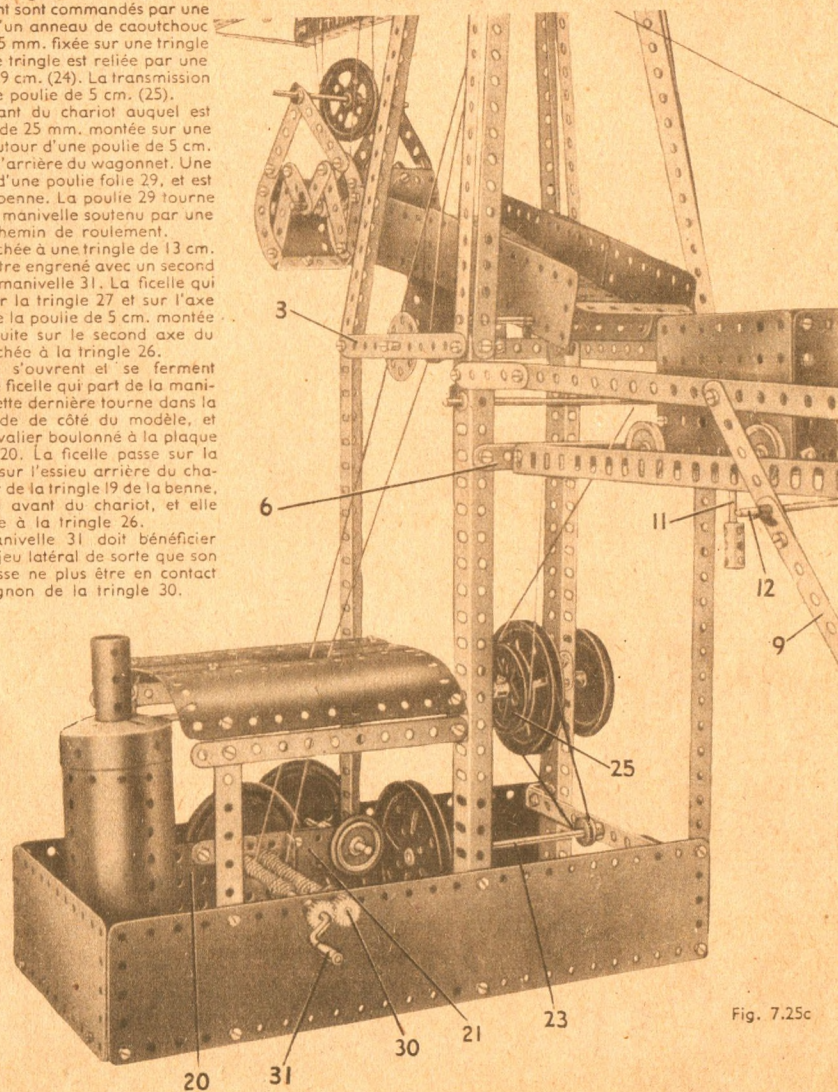 nt sont commandés par une
'un anneau de caoutchouc
5 mm. fixée sur une tringle
e tringle est reliée par une
9 cm. (24). La transmission
e poulie de 5 cm. (25).
ant du chariot auquel est
de 25 mm. montée sur une
utour d'une poulie de 5 cm.
l'arrière du wagonnet. Une
d'une poulie folie 29, et est
benne. La poulie 29 tourne
manivelle soutenu par une
hemin de roulement.
chée à une tringle de 13 cm.
tre engrené avec un second
manivelle 31. La ficelle qui
r la tringle 27 et sur l'axe
e la poulie de 5 cm. montée
uite sur le second axe du
chée à la tringle 26.
s'ouvrent et se ferment
ficelle qui part de la mani-
ette dernière tourne dans la
de de côté du modèle, et
valier boulonné à la plaque
20. La ficelle passe sur la
sur l'essieu arrière du cha-
r de la tringle 19 de la benne,
avant du chariot, et elle
e à la tringle 26.
anivelle 31 doit bénéficier
jeu latéral de sorte que son
sse ne plus être en contact
gnon de la tringle 30.
3
6
11
12
9
25
23
21
30
31
20
Fig. 7.25c